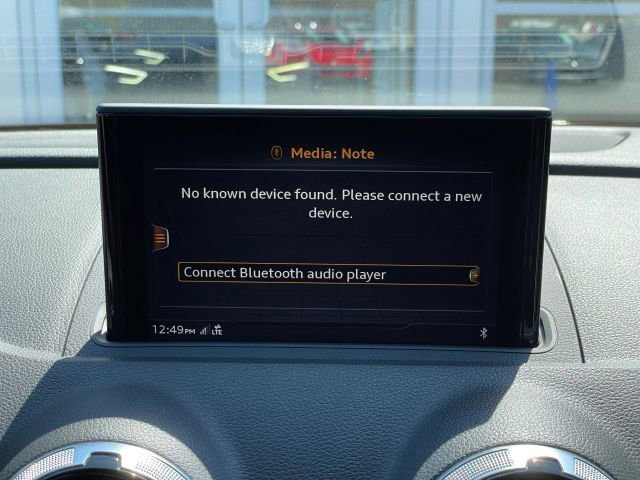 Media: Note
No known device found. Please connect a new
device.
Connect Bluetooth audio player
12:49PM LTE